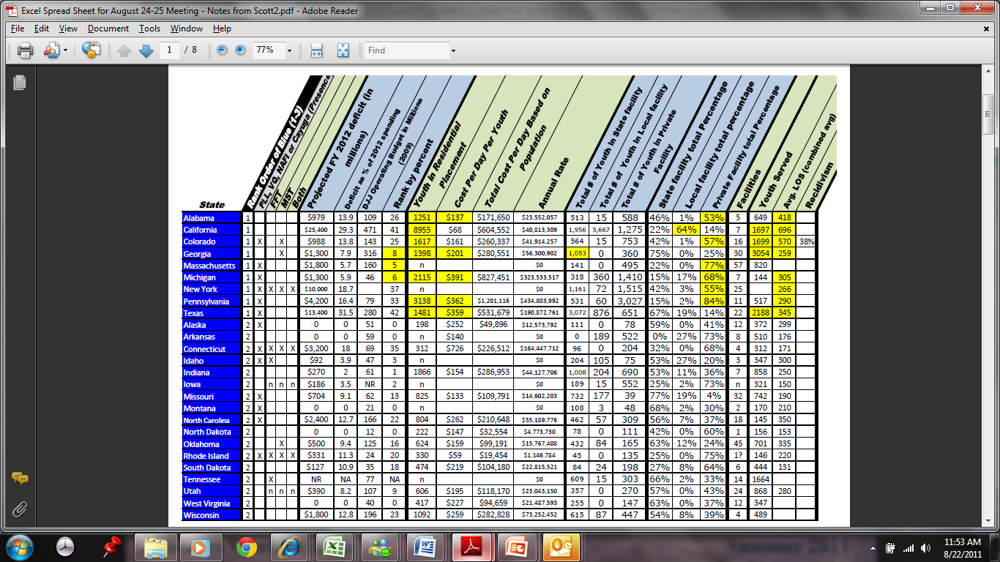 Excel Spread Sheet for August 24-25 Meeting - Notes from Scott2.pdf - Adobe Reader
File Edit View Document Tools Window Help
1 / 8 77% Find
State
Rank Order of Blue (1-3)
PLL, VQ, NAFI or Cayuga (Presence
FFT
MST
Both
Projected FY 2012 deficit (in millions)
Deficit as % of 2012 spending
DJJ Operating Budget in Millions (2009)
Rank by percent
Youth in Residential Placement
Cost Per Day Per Youth
Total Cost Per Day Based on Population
Annual Rate
Total # of Youth in State facility
Total # of Youth in Local facility
Total # of Youth in Private Facility
State facility total Percentage
Local facility total percentage
Private Facility total Percentage
Facilities
Youth Served
Avg. LOS (combined avg)
Recidivism
Alabama 1 $979 13.9 109 26 1251 $137 $171,650 $23,552,057 513 15 588 46% 1% 53% 5 649 418
California 1 $25,400 29.3 471 41 8955 $68 $604,552 $40,813,309 1,956 5,667 1,275 22% 64% 14% 7 1697 696
Colorado 1 X X $988 13.8 143 25 1617 $161 $260,337 $41,914,257 564 15 753 42% 1% 57% 16 1699 570 38%
Georgia 1 X $1,300 7.9 316 8 1398 $201 $280,551 $56,300,902 1,053 0 360 75% 0% 25% 30 3054 259
Massachusetts 1 X $1,800 5.7 160 5 n $0 141 0 495 22% 0% 77% 57 820
Michigan 1 X $1,300 5.9 46 6 2115 $391 $827,451 $323,533,517 318 360 1,410 15% 17% 68% 7 144 305
New York 1 X X X X $10,000 18.7 37 n $0 1,161 72 1,515 42% 3% 55% 25 266
Pennsylvania 1 X $4,200 16.4 79 33 3138 $362 $1,201,116 $434,803,992 531 60 3,027 15% 2% 84% 11 517 290
Texas 1 X $13,400 31.5 280 42 1481 $359 $531,679 $190,872,761 3,072 876 651 67% 19% 14% 22 2188 345
Alaska 2 X 0 0 51 0 198 $252 $49,896 $12,573,792 111 0 78 59% 0% 41% 12 372 299
Arkansas 2 0 0 59 0 n $140 $0 0 189 522 0% 27% 73% 8 510 176
Connecticut 2 X X X X $3,200 18 69 35 312 $726 $226,512 $164,447,712 96 0 204 32% 0% 68% 4 312 171
Idaho 2 X X $92 3.9 47 3 n $0 204 105 75 53% 27% 20% 3 347 300
Indiana 2 $270 2 61 1 1866 $154 $286,953 $44,127,706 1,008 204 690 53% 11% 36% 7 858 250
Iowa 2 n n n $186 3.5 NR 2 n $0 189 15 552 25% 2% 73% n 321 150
Missouri 2 X $704 9.1 62 13 825 $133 $109,791 $14,602,203 732 177 39 77% 19% 4% 32 742 190
Montana 2 X 0 0 21 0 n $0 108 3 48 68% 2% 30% 2 170 210
North Carolina 2 X $2,400 12.7 166 22 804 $262 $210,648 $55,189,776 462 57 309 56% 7% 37% 18 145 350
North Dakota 2 0 0 12 0 222 $147 $32,554 $4,773,730 78 0 111 42% 0% 60% 1 156 153
Oklahoma 2 X $500 9.4 125 16 624 $159 $99,191 $15,767,408 432 84 165 63% 12% 24% 45 701 335
Rhode Island 2 X X X X $331 11.3 24 20 330 $59 $19,454 $1,146,784 45 0 135 25% 0% 75% 1? 146 220
South Dakota 2 $127 10.9 35 18 474 $219 $104,180 $22,815,521 84 24 198 27% 8% 64% 6 444 131
Tennessee 2 X NR NA 77 NA n $0 609 15 303 66% 2% 33% 14 1664
Utah 2 n n n $390 8.2 107 9 606 $195 $118,170 $23,043,150 357 0 270 57% 0% 43% 24 868 280
West Virginia 2 0 0 40 0 417 $227 $94,659 $21,487,593 255 0 147 63% 0% 37% 12 347
Wisconsin 2 $1,800 12.8 196 23 1092 $259 $282,828 $73,252,452 615 87 447 54% 8% 39% 4 489
11:53 AM
8/22/2011